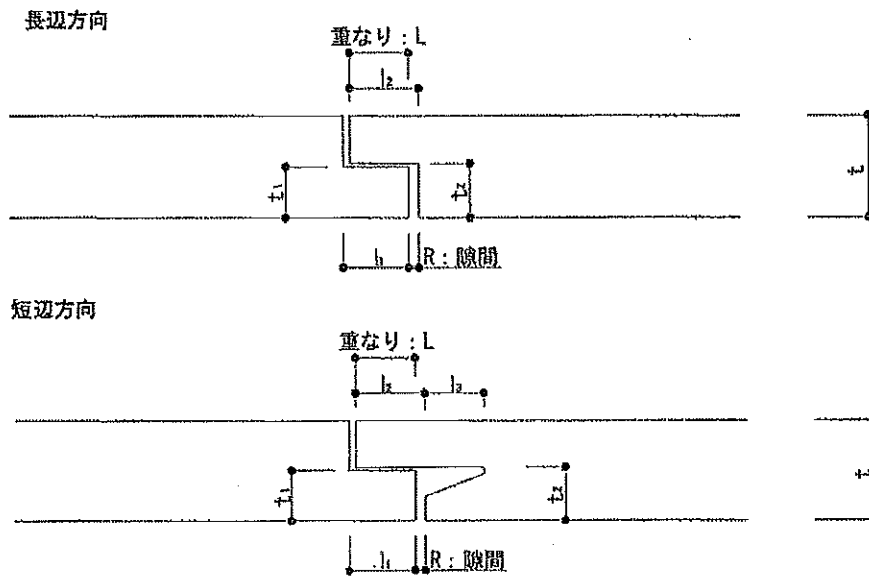 長辺方向
重なり：L
l₂
t₁
t₂
t
l₁
R：隙間
短辺方向
重なり：L
l₂
l₃
t₁
t₂
t
l₁
R：隙間